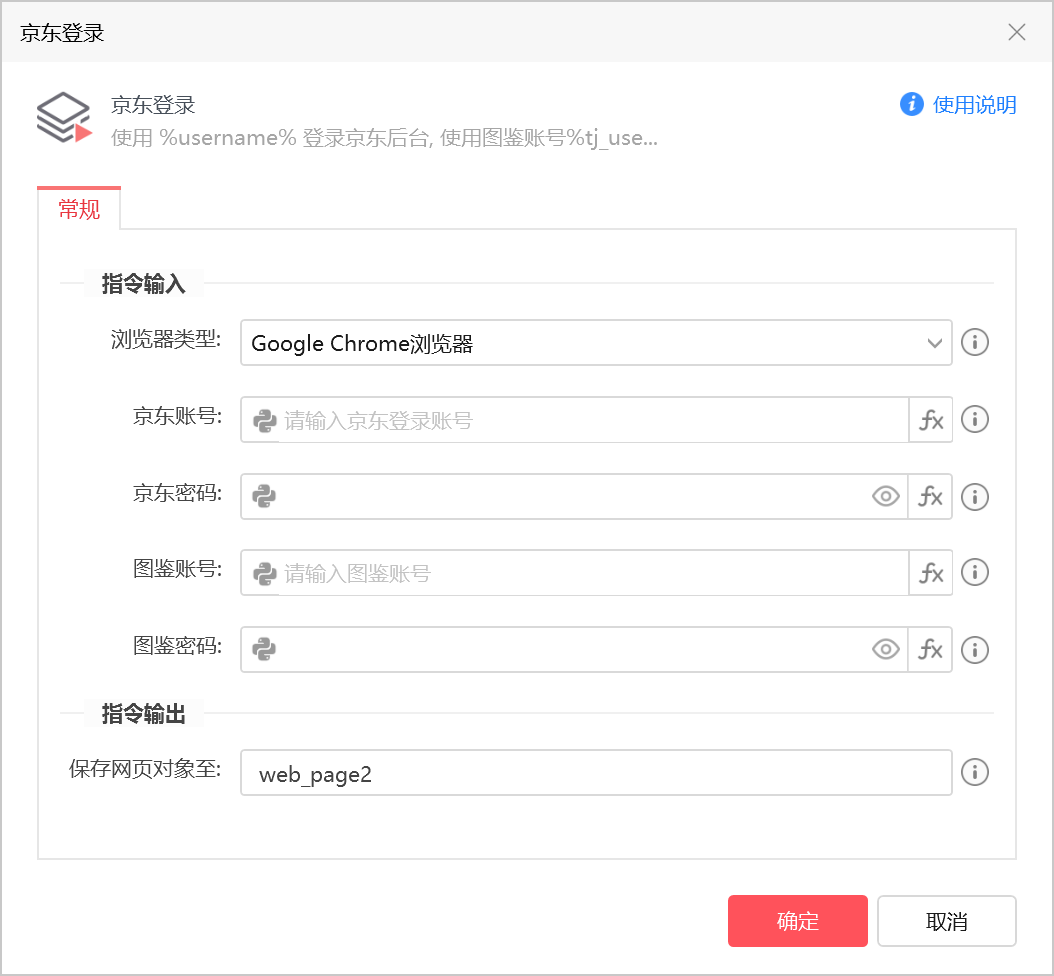 京东登录
京东登录
使用说明
使用 %username% 登录京东后台, 使用图鉴账号%tj_use...
常规
指令输入
浏览器类型: Google Chrome浏览器
京东账号: 请输入京东登录账号 fx
京东密码: fx
图鉴账号: 请输入图鉴账号 fx
图鉴密码: fx
指令输出
保存网页对象至: web_page2
确定 取消